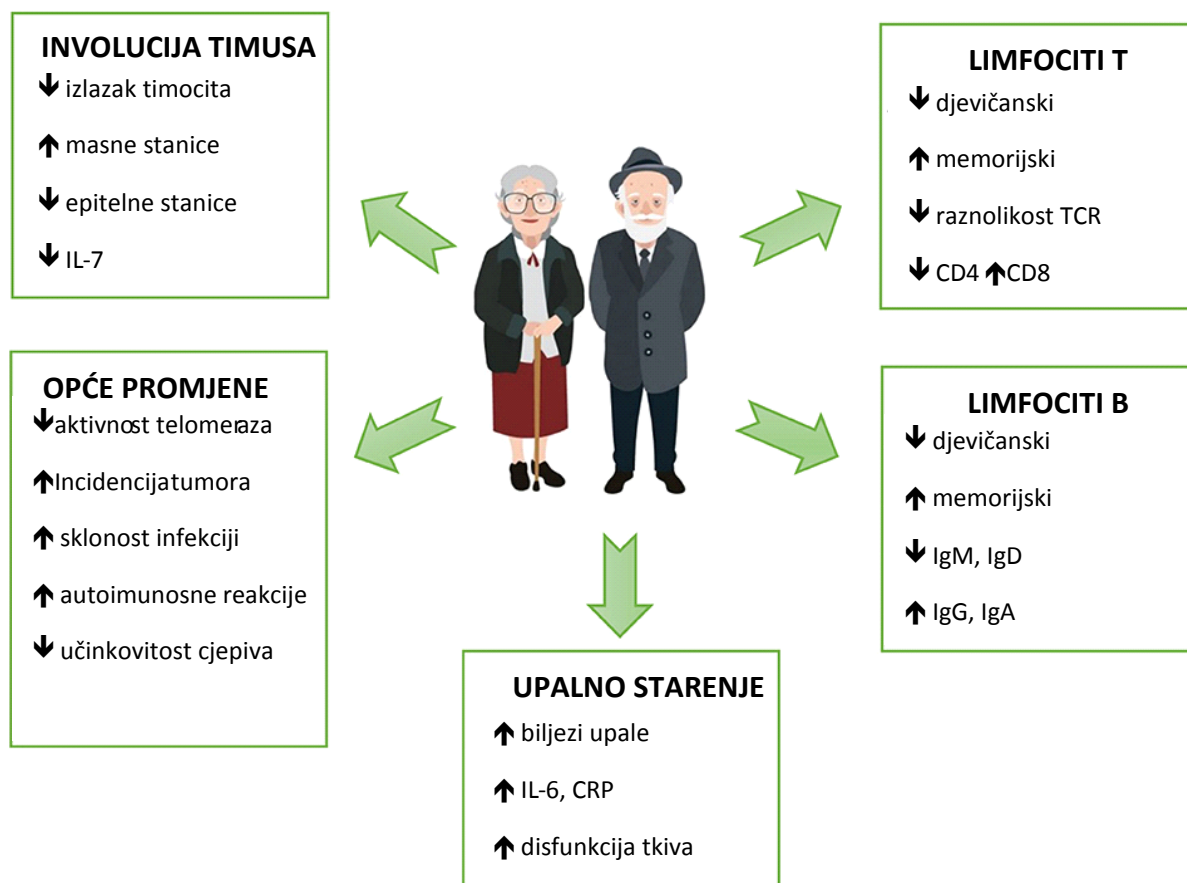 INVOLUCIJA TIMUSA
↓ izlazak timocita
↑ masne stanice
↓ epitelne stanice
↓ IL-7
OPĆE PROMJENE
↓aktivnost telomeraza
↑Incidencijatumora
↑ sklonost infekciji
↑ autoimunosne reakcije
↓ učinkovitost cjepiva
UPALNO STARENJE
↑ biljezi upale
↑ IL-6, CRP
↑ disfunkcija tkiva
LIMFOCITI T
↓ djevičanski
↑ memorijski
↓ raznolikost TCR
↓ CD4 ↑CD8
LIMFOCITI B
↓ djevičanski
↑ memorijski
↓ IgM, IgD
↑ IgG, IgA